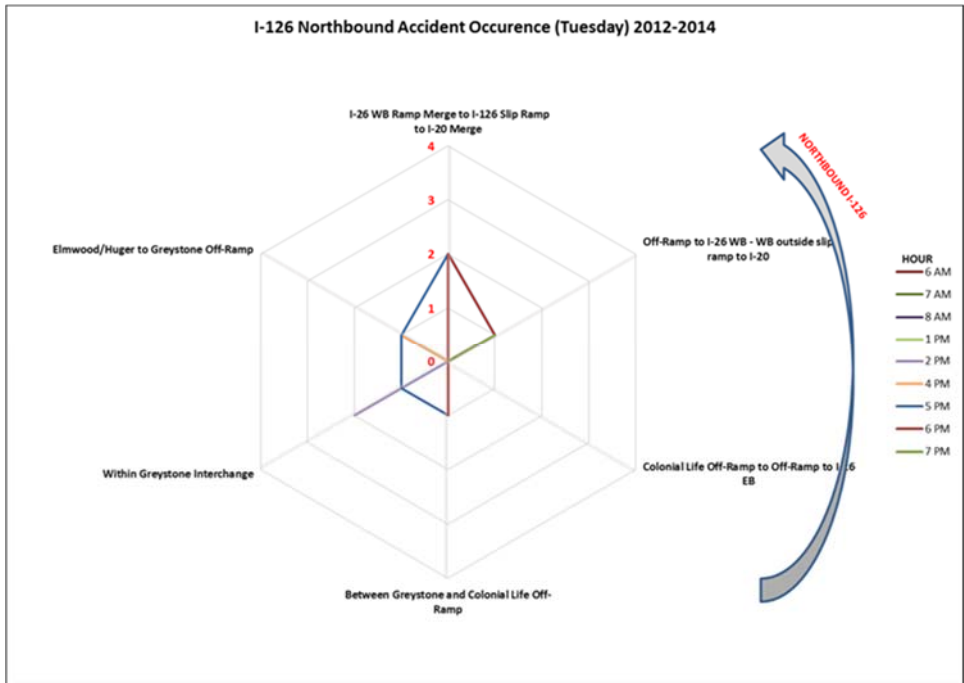 I-126 Northbound Accident Occurence (Tuesday) 2012-2014
I-26 WB Ramp Merge to I-126 Slip Ramp
to I-20 Merge
4
3
2
1
0
NORTHBOUND I-126
Elmwood/Huger to Greystone Off-Ramp
Off-Ramp to I-26 WB - WB outside slip
ramp to I-20
HOUR
6 AM
7 AM
8 AM
1 PM
2 PM
4 PM
5 PM
6 PM
7 PM
Within Greystone Interchange
Colonial Life Off-Ramp to Off-Ramp to I-26
EB
Between Greystone and Colonial Life Off-
Ramp